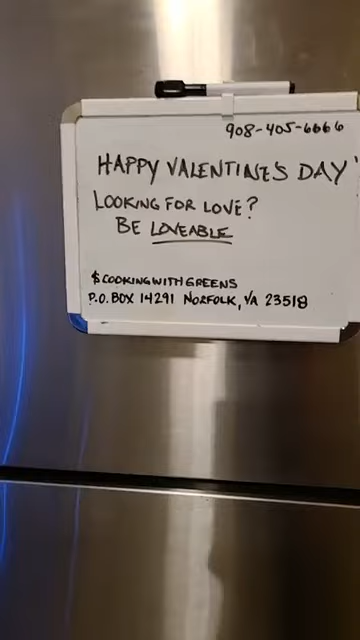 908-405-6666
HAPPY VALENTINE'S DAY'
LOOKING FOR LOVE?
BE LOVEABLE
$COOKINGWITHGREENS
P.O. BOX 14291 NORFOLK, VA 23518